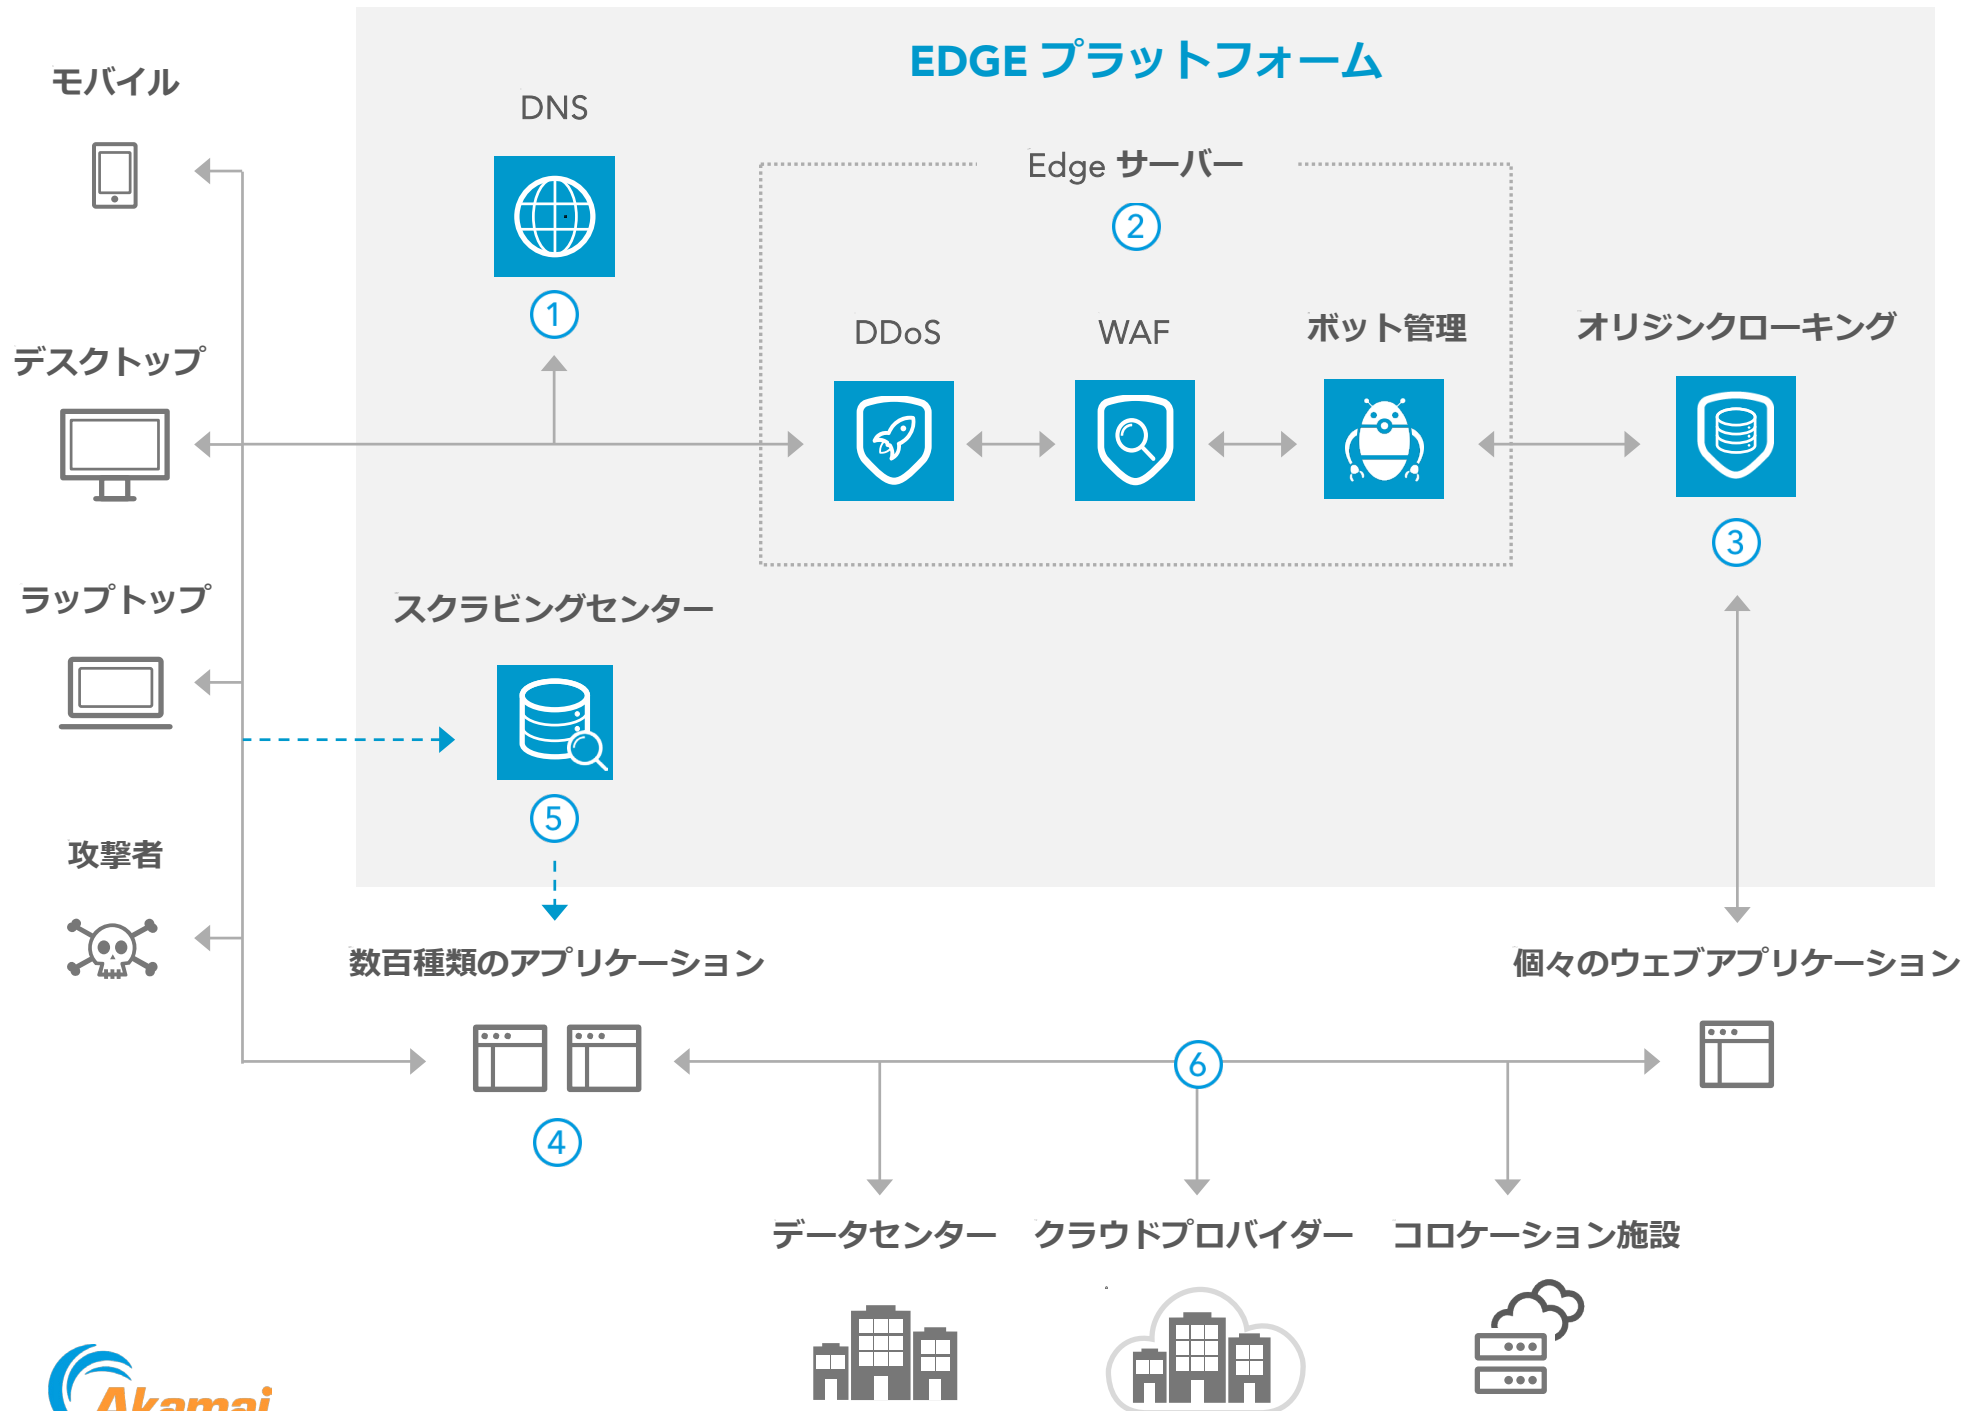 EDGE プラットフォーム
モバイル
DNS
Edge サーバー
2
1
DDoS
WAF
ボット管理
オリジンクローキング
デスクトップ
3
ラップトップ
スクラビングセンター
5
攻撃者
数百種類のアプリケーション
個々のウェブアプリケーション
6
4
データセンター
クラウドプロバイダー
コロケーション施設
Akamai